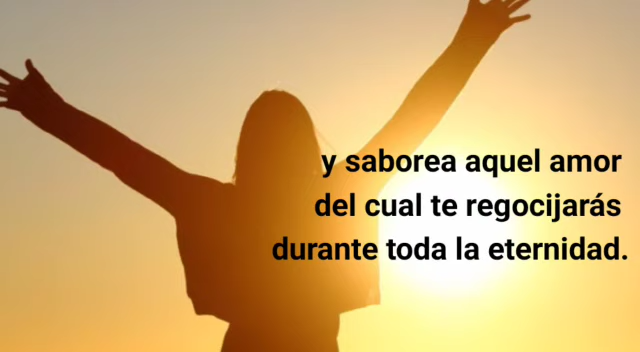 y saborea aquel amor
del cual te regocijarás
durante toda la eternidad.